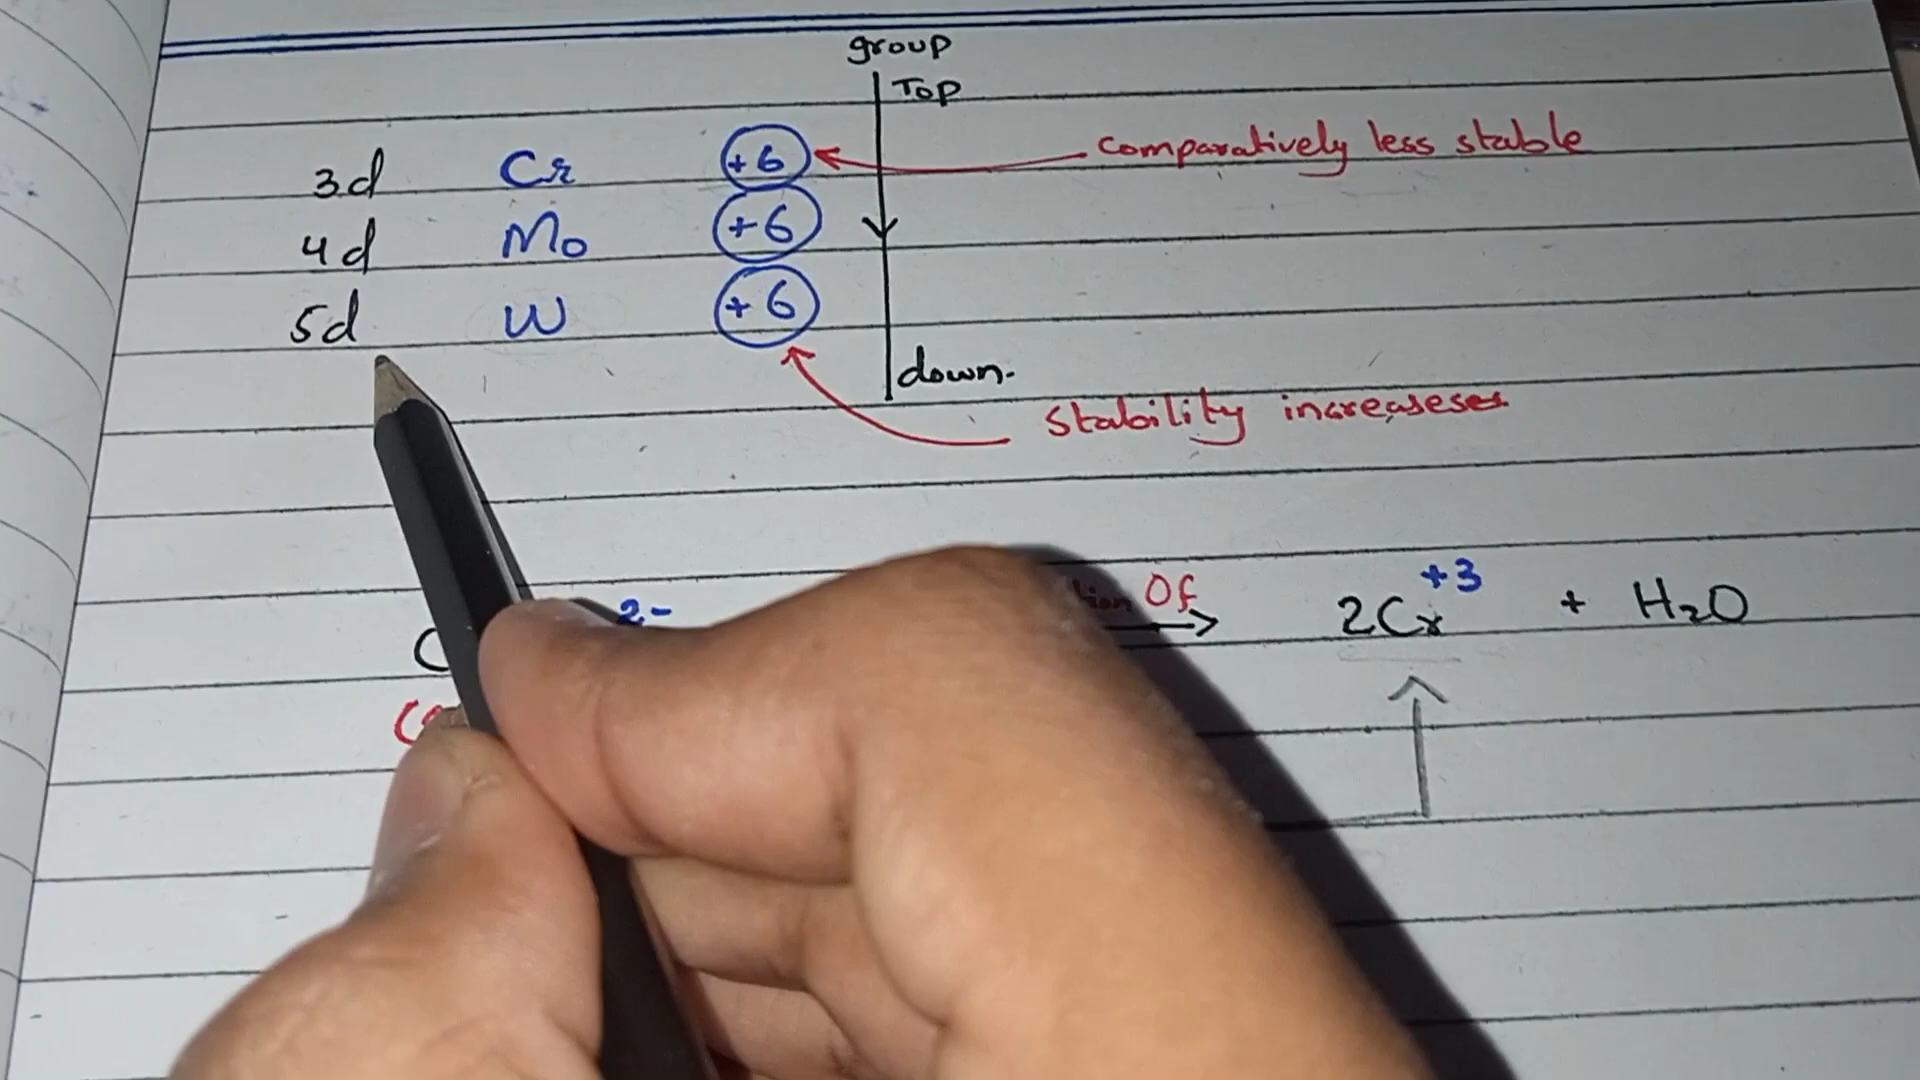 group
Top
3d Cr +6 comparatively less stable
4d Mo +6
5d W +6
down.
Stability increaseses
2- Of 2Cr+3 + H2O